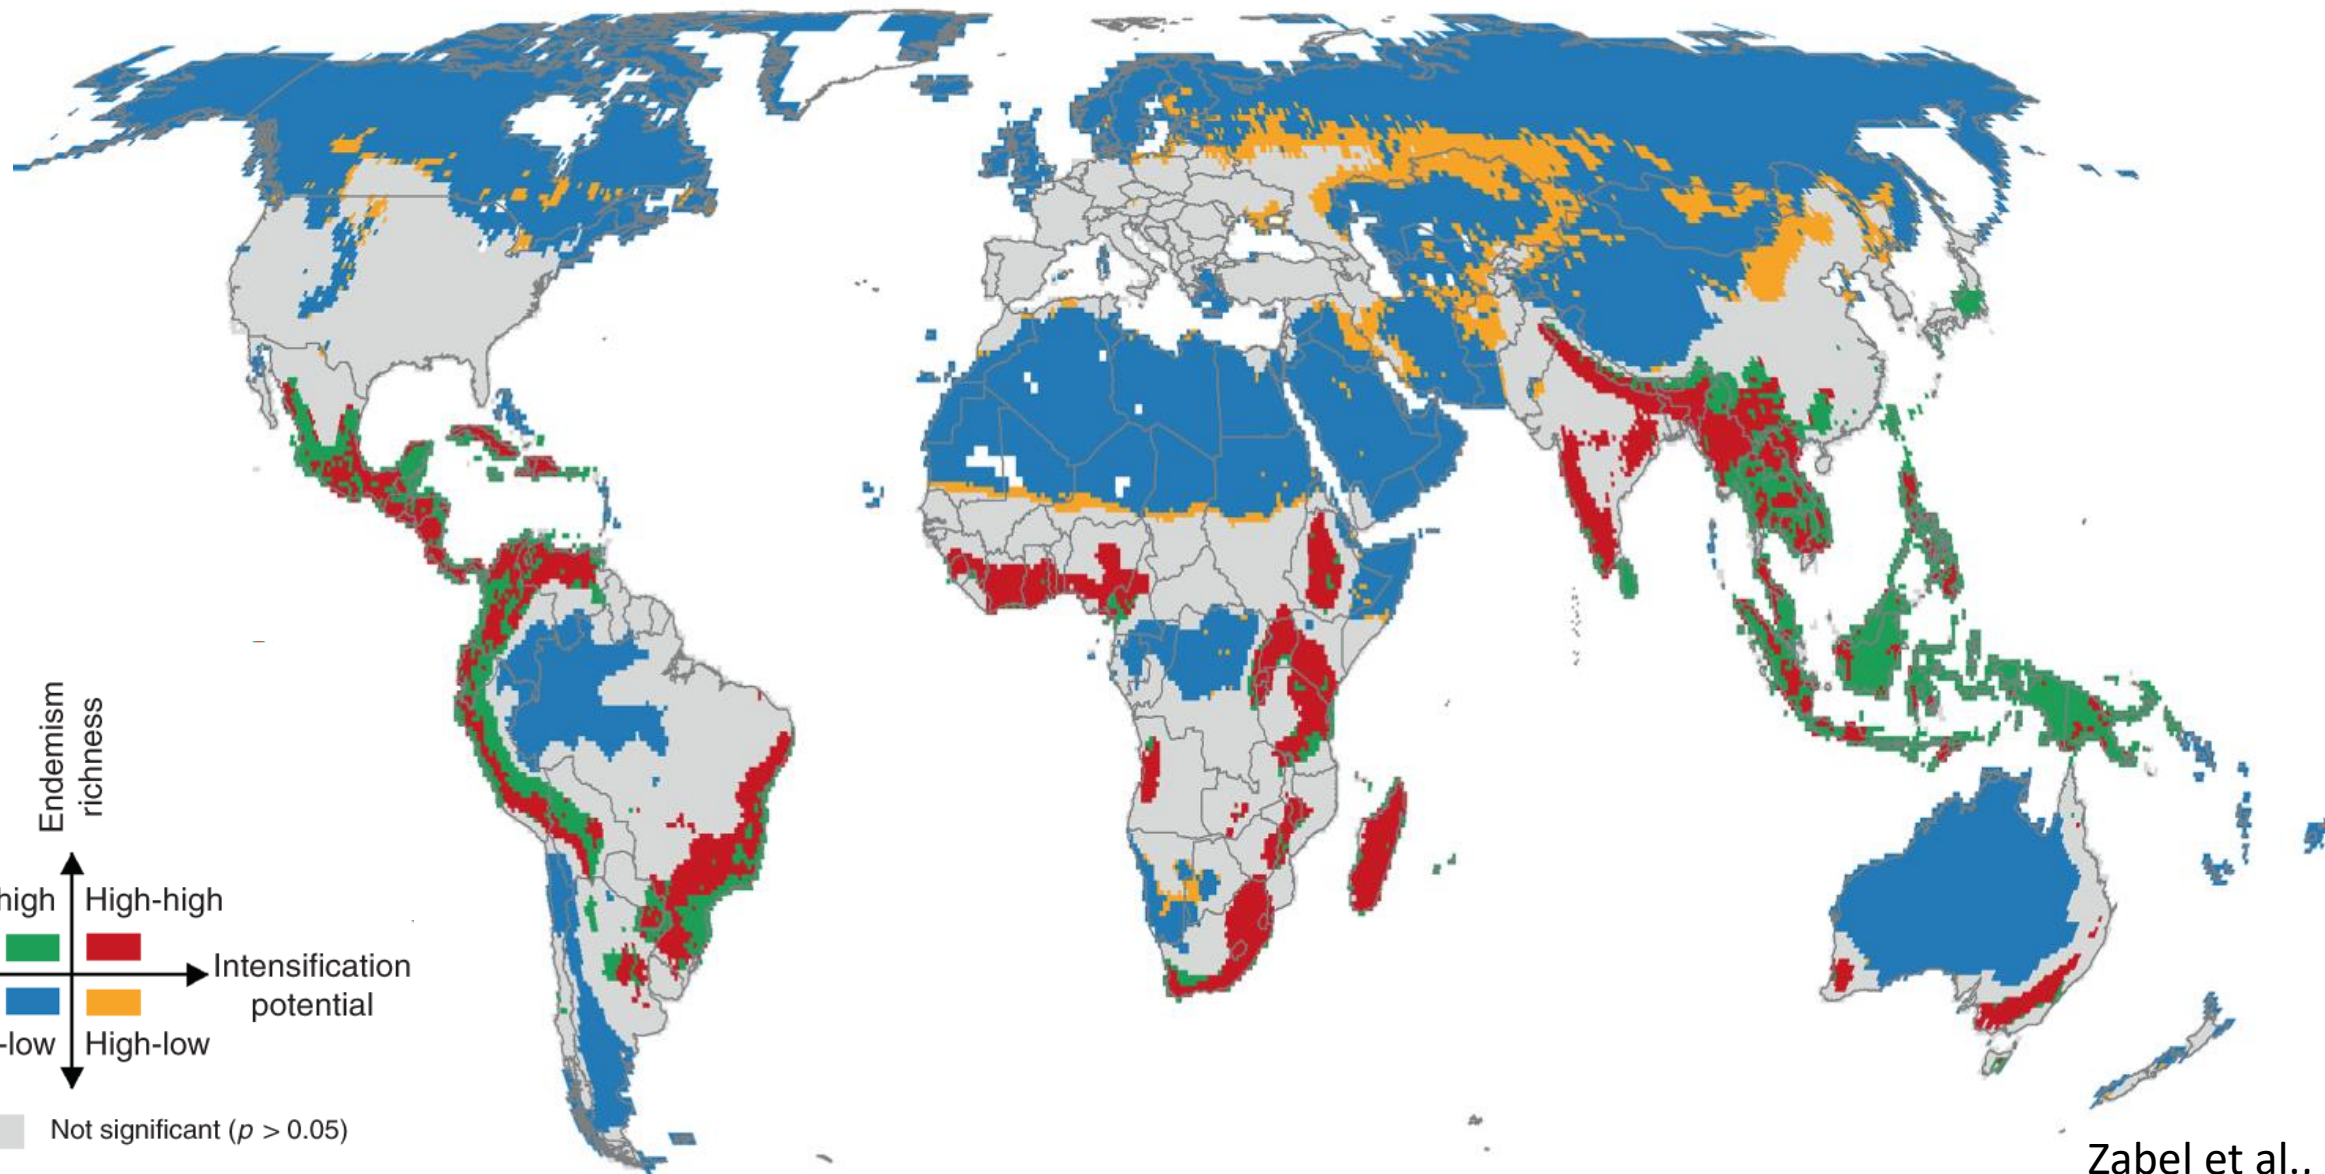 Endemism
richness
high High-high
Intensification
potential
-low High-low
Not significant (p > 0.05)
Zabel et al..